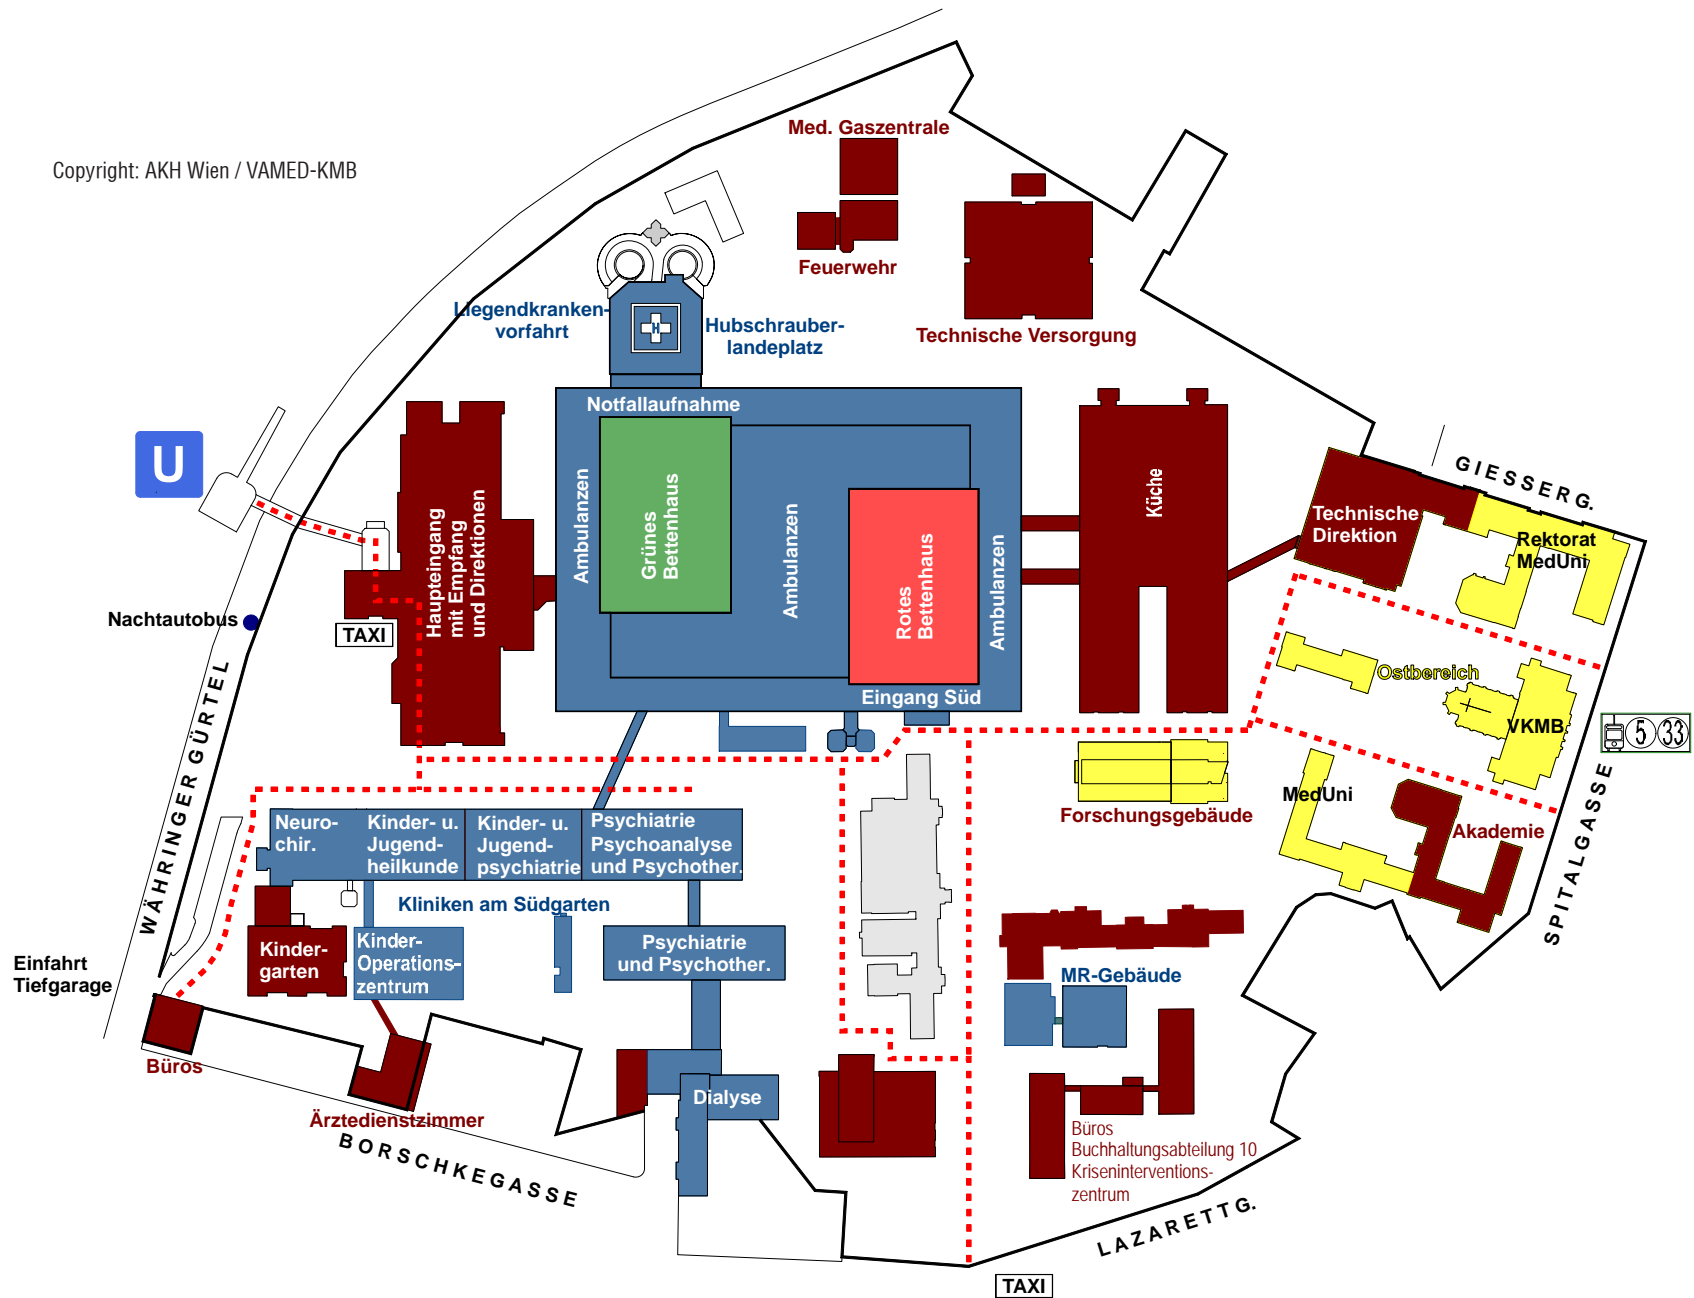 Med. Gaszentrale
Copyright: AKH Wien / VAMED-KMB
Feuerwehr
Liegendkranken-
vorfahrt
H
Hubschrauber-
landeplatz
Technische Versorgung
Notfallaufnahme
U
Haupteingang
mit Empfang
und Direktionen
Ambulanzen
Grünes
Bettenhaus
Ambulanzen
Rotes
Bettenhaus
Ambulanzen
Küche
GIESSERG.
Technische
Direktion
Rektorat
MedUni
Nachtautobus
TAXI
WÄHRINGER GÜRTEL
Eingang Süd
Ostbereich
VKMB
5 33
MedUni
Forschungsgebäude
Akademie
SPITALGASSE
Neuro-
chir.
Kinder- u.
Jugend-
heilkunde
Kinder- u.
Jugend-
psychiatrie
Psychiatrie
Psychoanalyse
und Psychother.
Kliniken am Südgarten
Kinder-
garten
Kinder-
Operations-
zentrum
Psychiatrie
und Psychother.
Einfahrt
Tiefgarage
MR-Gebäude
Büros
Dialyse
Ärztedienstzimmer
BORSCHKEGASSE
Büros
Buchhaltungsabteilung 10
Kriseninterventions-
zentrum
LAZARETTG.
TAXI